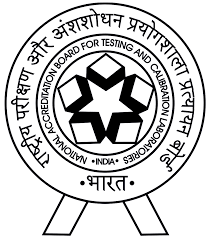 राष्ट्रीय परीक्षण और अंशशोधन प्रयोगशाला प्रत्यायन बोर्ड
NATIONAL ACCREDITATION BOARD FOR TESTING AND CALIBRATION LABORATORIES
• INDIA •
• भारत •